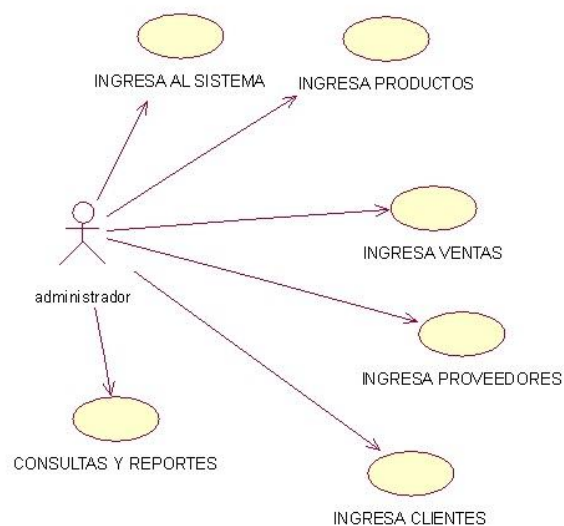 INGRESA AL SISTEMA
INGRESA PRODUCTOS
INGRESA VENTAS
administrador
INGRESA PROVEEDORES
CONSULTAS Y REPORTES
INGRESA CLIENTES